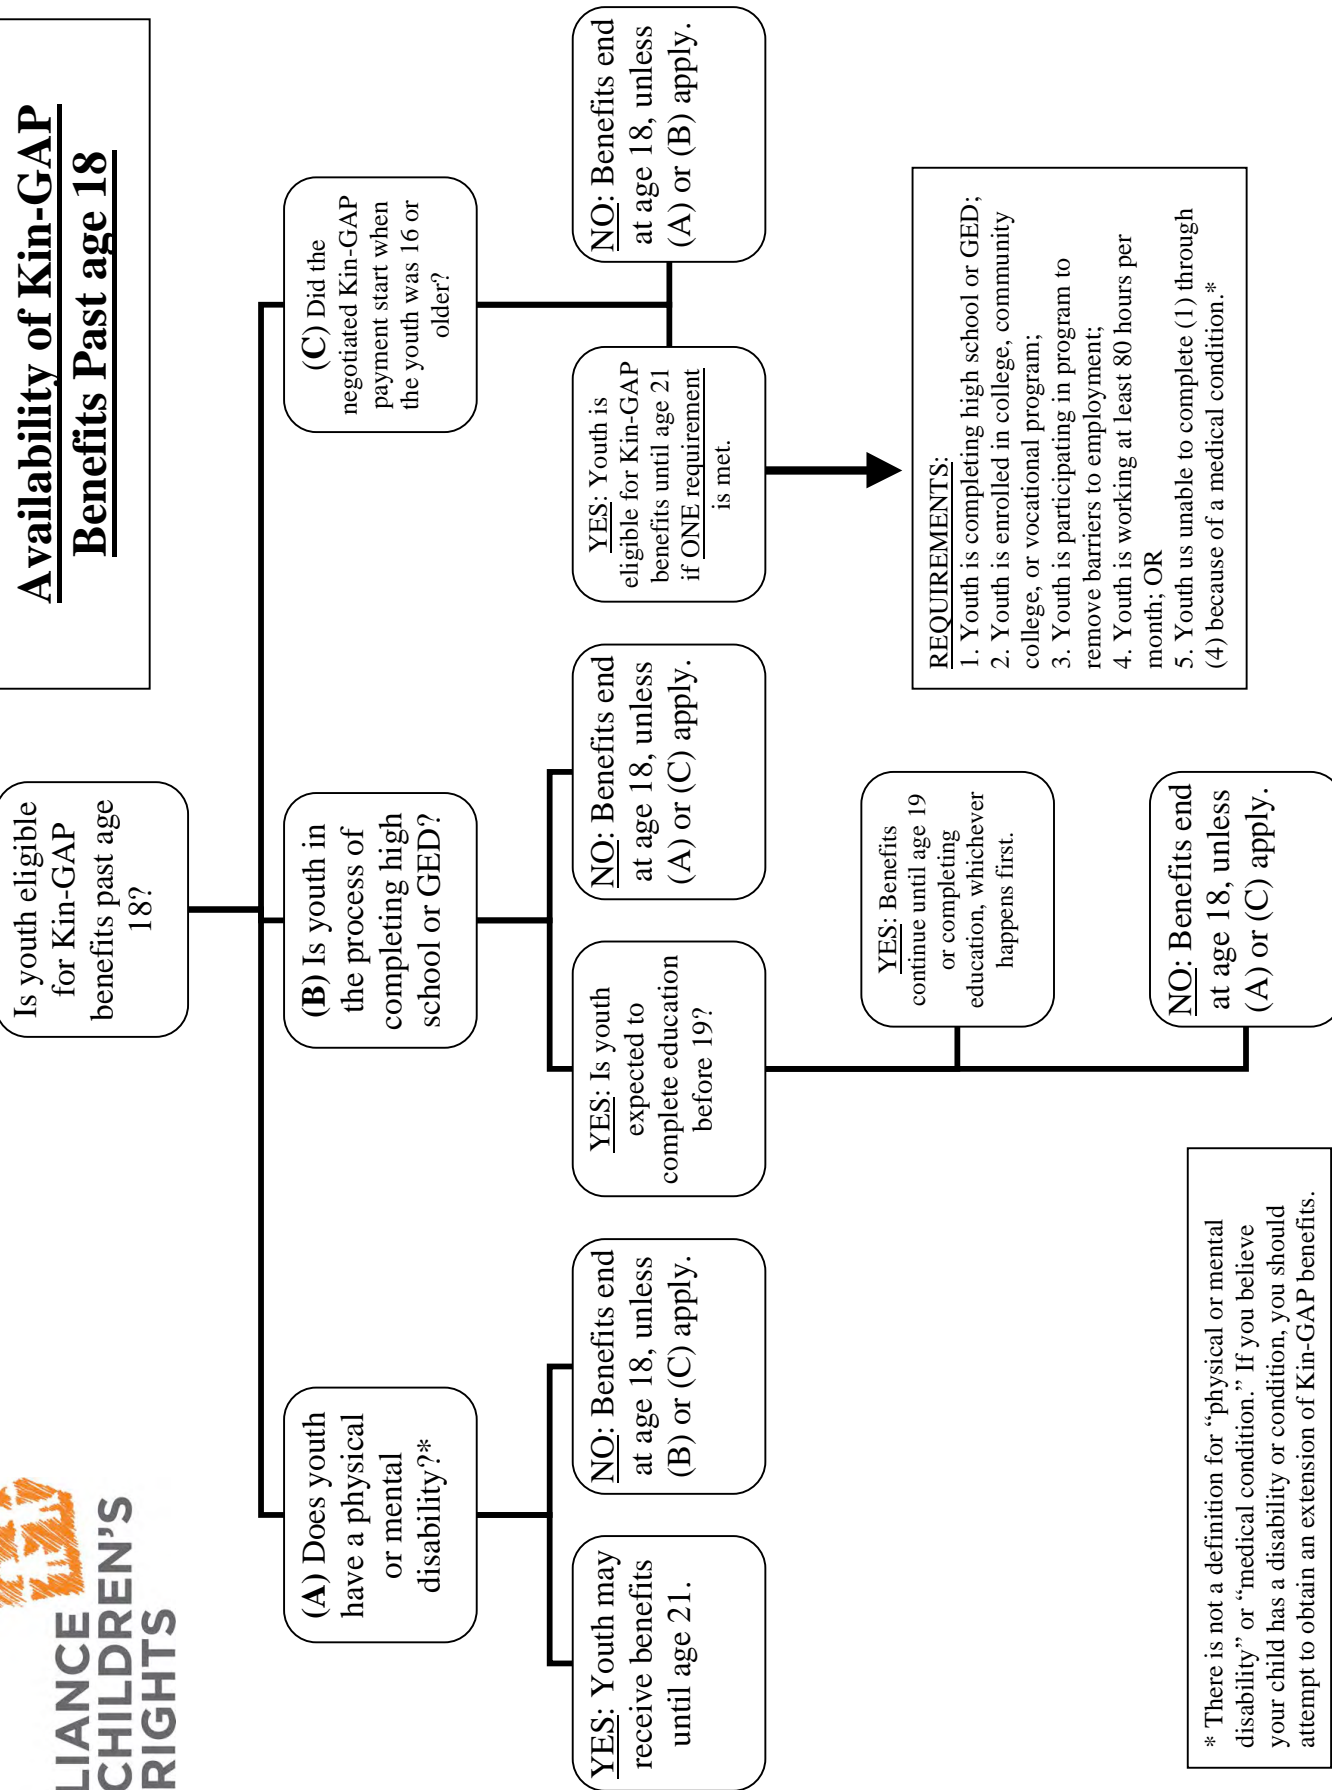 LIANCE
CHILDREN'S
RIGHTS
Availability of Kin-GAP
Benefits Past age 18
Is youth eligible
for Kin-GAP
benefits past age
18?
(A) Does youth
have a physical
or mental
disability?*
YES: Youth may
receive benefits
until age 21.
NO: Benefits end
at age 18, unless
(B) or (C) apply.
(B) Is youth in
the process of
completing high
school or GED?
YES: Is youth
expected to
complete education
before 19?
NO: Benefits end
at age 18, unless
(A) or (C) apply.
YES: Benefits
continue until age 19
or completing
education, whichever
happens first.
NO: Benefits end
at age 18, unless
(A) or (C) apply.
(C) Did the
negotiated Kin-GAP
payment start when
the youth was 16 or
older?
YES: Youth is
eligible for Kin-GAP
benefits until age 21
if ONE requirement
is met.
NO: Benefits end
at age 18, unless
(A) or (B) apply.
REQUIREMENTS:
1. Youth is completing high school or GED;
2. Youth is enrolled in college, community
college, or vocational program;
3. Youth is participating in program to
remove barriers to employment;
4. Youth is working at least 80 hours per
month; OR
5. Youth us unable to complete (1) through
(4) because of a medical condition.*
* There is not a definition for “physical or mental
disability” or “medical condition.” If you believe
your child has a disability or condition, you should
attempt to obtain an extension of Kin-GAP benefits.